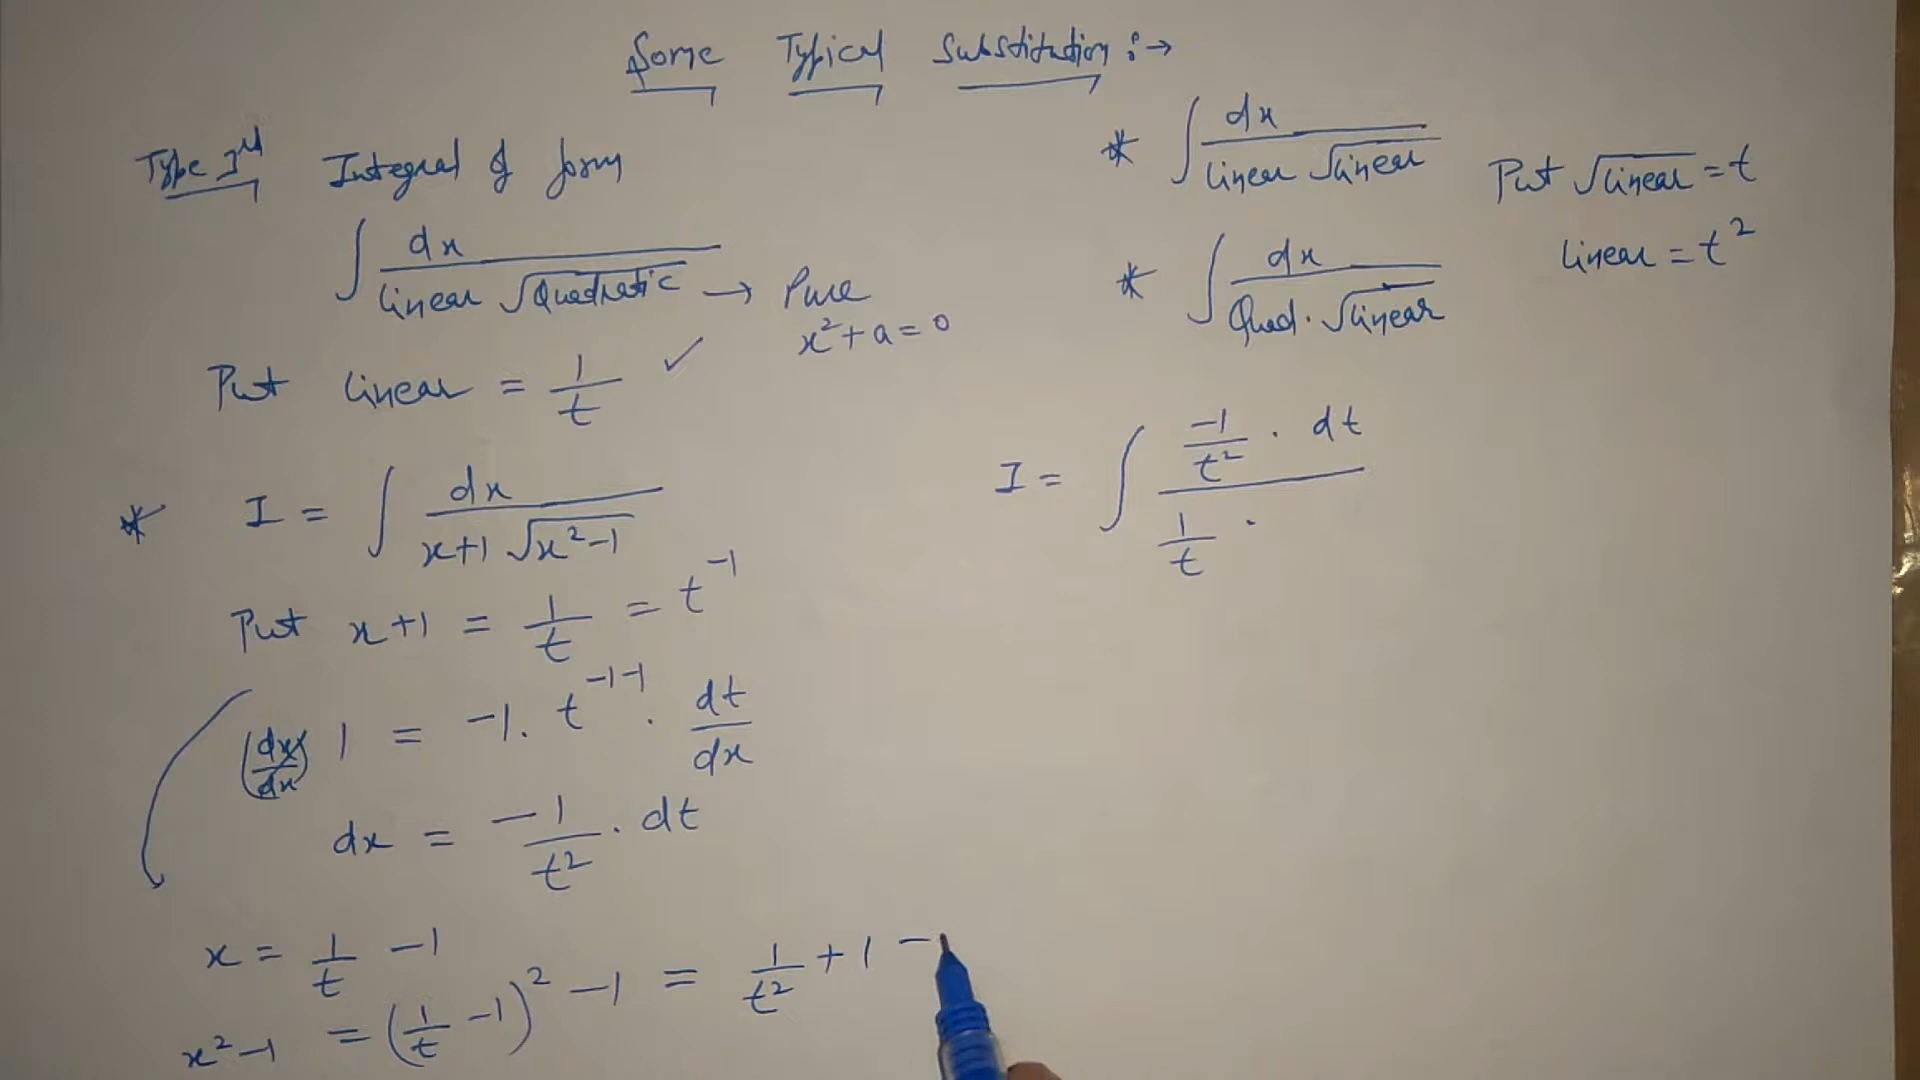 Some Typical Substitution :→
Type Iˢᵗ Integral of form
∫ dx / linear √Quadratic → Pure
x² + a = 0
Put linear = 1/t ✓
* I = ∫ dx / x+1 √x²-1
Put x+1 = 1/t = t⁻¹
(dx/dx) 1 = -1. t⁻¹⁻¹ . dt/dx
dx = -1/t² . dt
x = 1/t - 1
x² - 1 = (1/t - 1)² - 1 = 1/t² + 1 -
* ∫ dx / linear √linear Put √linear = t
linear = t²
* ∫ dx / Quad. √linear
I = ∫ -1/t² . dt / 1/t .